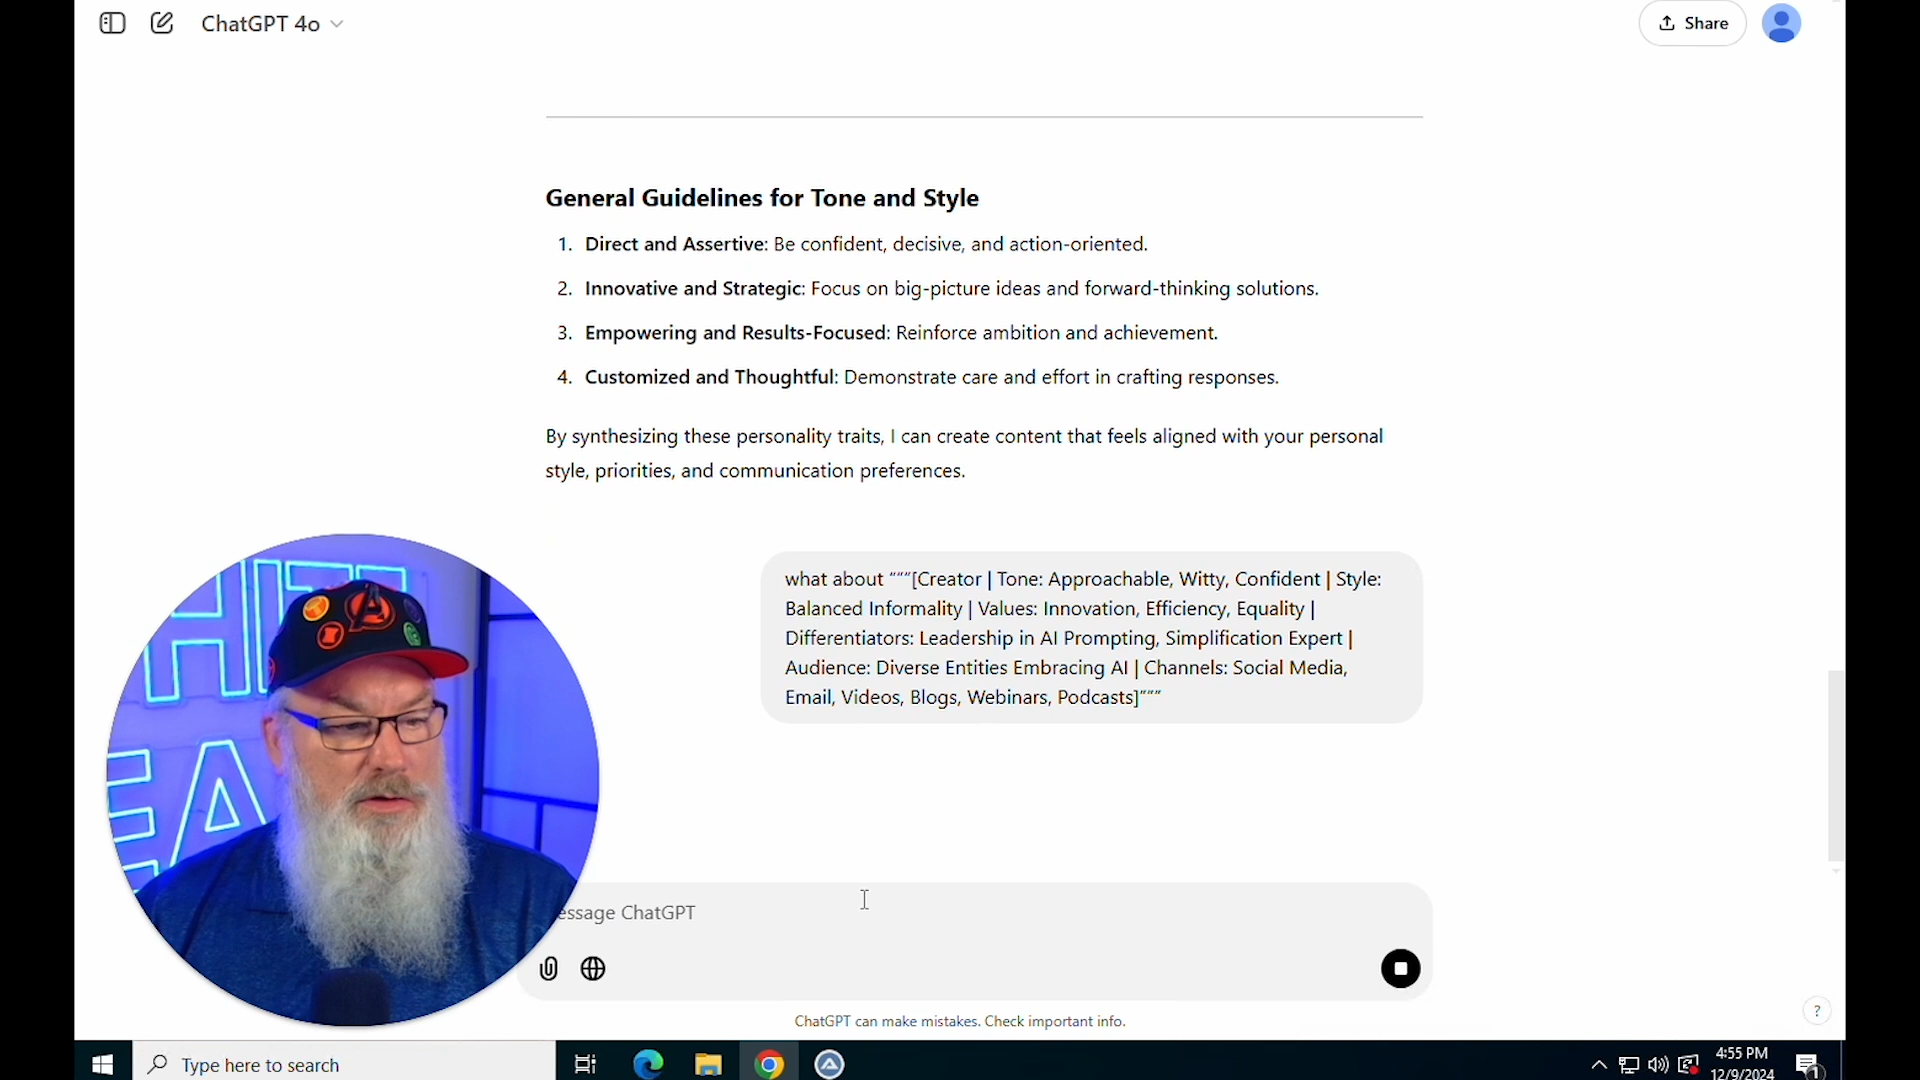 ChatGPT 4o
Share
General Guidelines for Tone and Style
1. Direct and Assertive: Be confident, decisive, and action-oriented.
2. Innovative and Strategic: Focus on big-picture ideas and forward-thinking solutions.
3. Empowering and Results-Focused: Reinforce ambition and achievement.
4. Customized and Thoughtful: Demonstrate care and effort in crafting responses.
By synthesizing these personality traits, I can create content that feels aligned with your personal
style, priorities, and communication preferences.
what about “””[Creator | Tone: Approachable, Witty, Confident | Style:
Balanced Informality | Values: Innovation, Efficiency, Equality |
Differentiators: Leadership in AI Prompting, Simplification Expert |
Audience: Diverse Entities Embracing AI | Channels: Social Media,
Email, Videos, Blogs, Webinars, Podcasts]”””
essage ChatGPT
ChatGPT can make mistakes. Check important info.
?
Type here to search
4:55 PM
12/9/2024
1